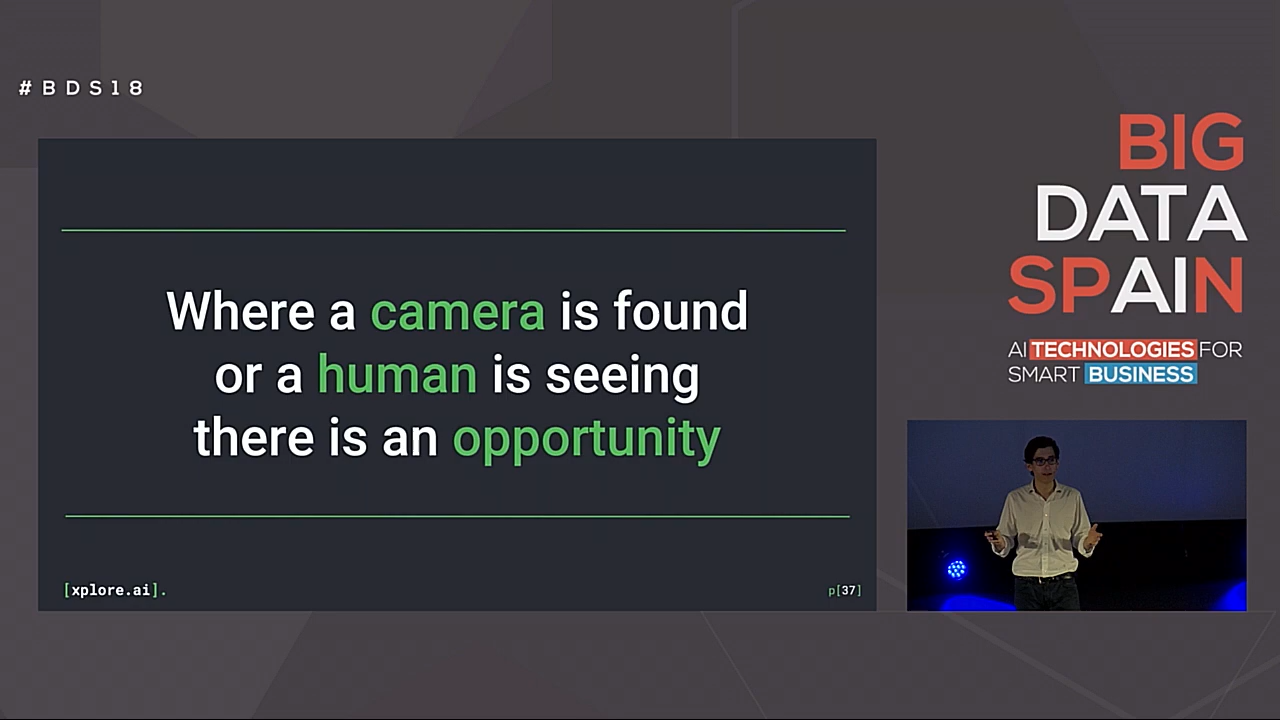 #BDS18
BIG
DATA
SPAIN
AI TECHNOLOGIES FOR
SMART BUSINESS
Where a camera is found
or a human is seeing
there is an opportunity
[xplore.ai].
p[37]